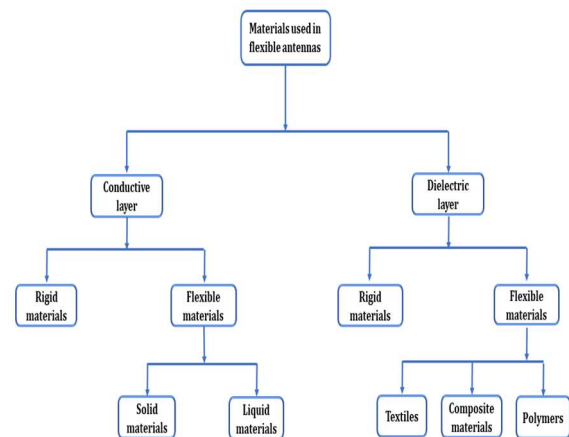 Materials used in
flexible antennas
Conductive
layer
Dielectric
layer
Rigid
materials
Flexible
materials
Rigid
materials
Flexible
materials
Solid
materials
Liquid
materials
Textiles
Composite
materials
Polymers